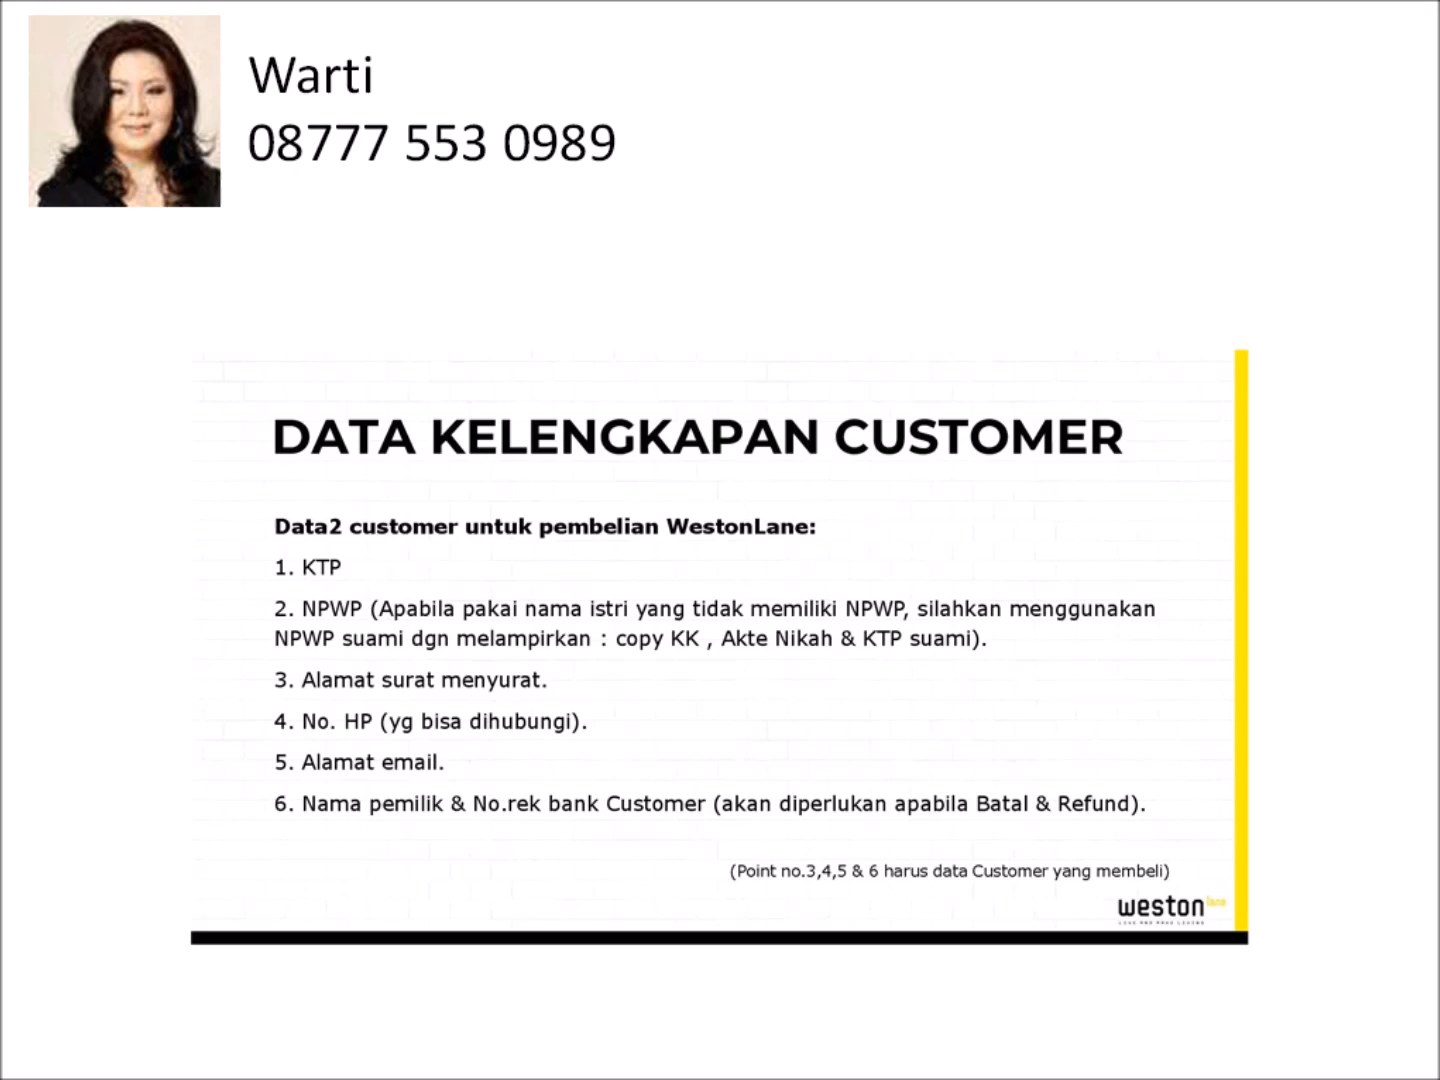 Warti
08777 553 0989
DATA KELENGKAPAN CUSTOMER
Data2 customer untuk pembelian WestonLane:
1. KTP
2. NPWP (Apabila pakai nama istri yang tidak memiliki NPWP, silahkan menggunakan
NPWP suami dgn melampirkan : copy KK , Akte Nikah & KTP suami).
3. Alamat surat menyurat.
4. No. HP (yg bisa dihubungi).
5. Alamat email.
6. Nama pemilik & No.rek bank Customer (akan diperlukan apabila Batal & Refund).
(Point no.3,4,5 & 6 harus data Customer yang membeli)
weston lane